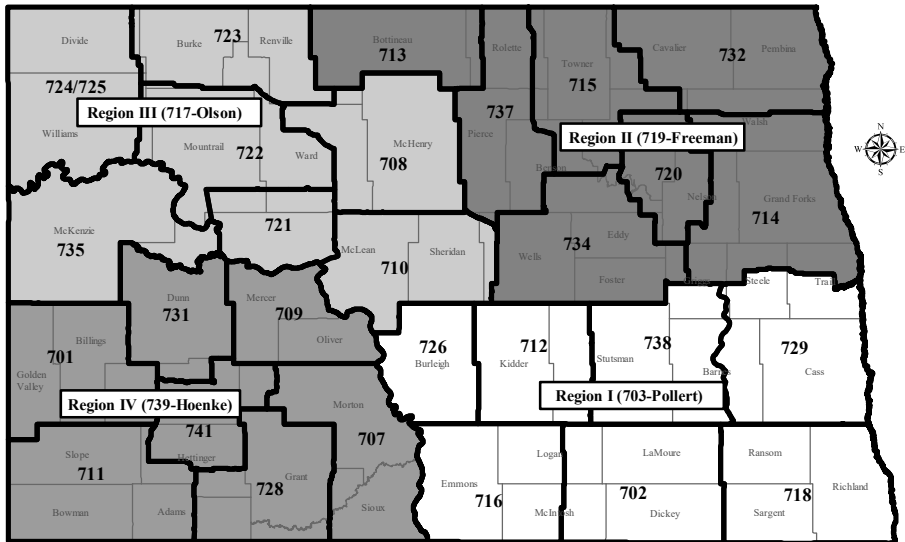 Divide
Burke
723
Renville
Bottineau
713
Rolette
Towner
715
Cavalier
732
Pembina
724/725
Region III (717-Olson)
Williams
Mountrail
722
Ward
McHenry
708
737
Pierce
Benson
Region II (719-Freeman)
Walsh
720
Nelson
Grand Forks
714
N
W
E
S
McKenzie
735
721
McLean
Sheridan
710
Wells
734
Eddy
Foster
Griggs
Steele
Traill
Dunn
731
Mercer
709
Oliver
701
Billings
Golden
Valley
726
Burleigh
712
Kidder
Stutsman
738
Barnes
729
Cass
Region IV (739-Hoenke)
Region I (703-Pollert)
741
Hettinger
Morton
707
Slope
711
Bowman
Adams
Grant
728
Sioux
Emmons
716
Logan
McIntosh
LaMoure
702
Dickey
Ransom
718
Sargent
Richland